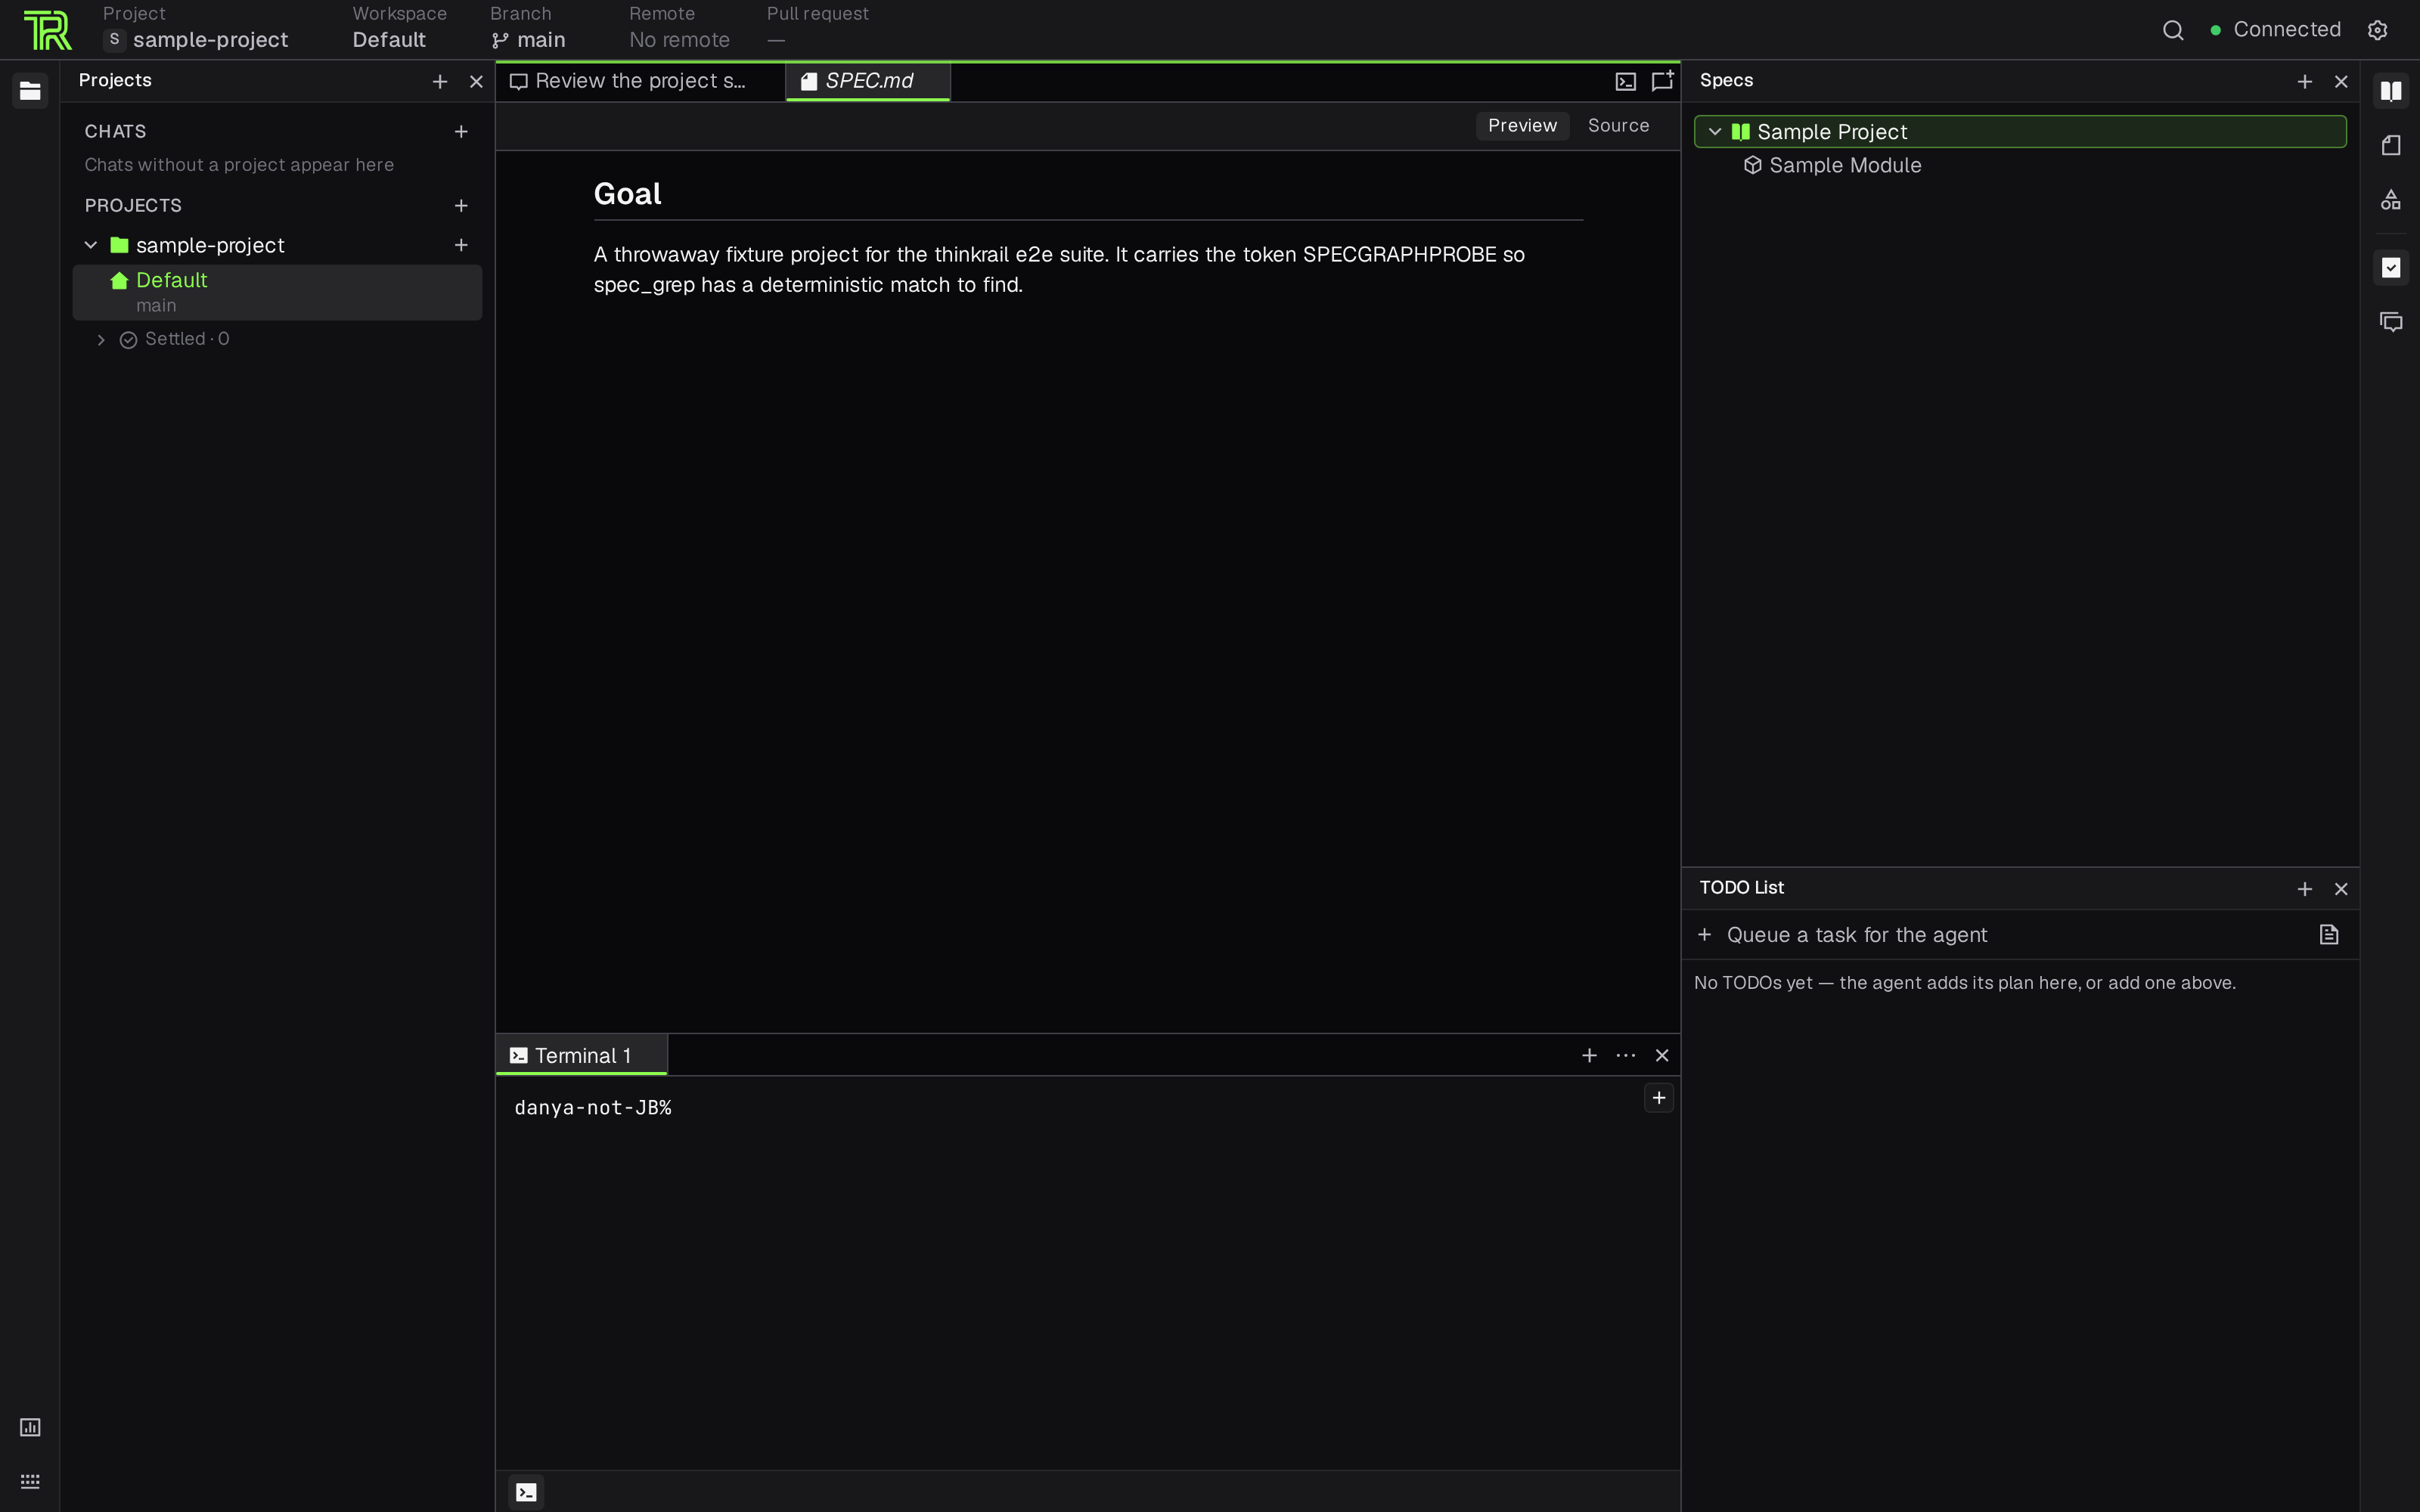 TR
Project
Workspace
Branch
Remote
Pull request
S sample-project
Default
main
No remote
—
Connected
Projects
CHATS
Chats without a project appear here
PROJECTS
sample-project
Default
main
Settled · 0
Review the project s...
SPEC.md
Preview
Source
Goal
A throwaway fixture project for the thinkrail e2e suite. It carries the token SPECGRAPHPROBE so
spec_grep has a deterministic match to find.
Terminal 1
danya-not-JB%
Specs
Sample Project
Sample Module
TODO List
Queue a task for the agent
No TODOs yet — the agent adds its plan here, or add one above.